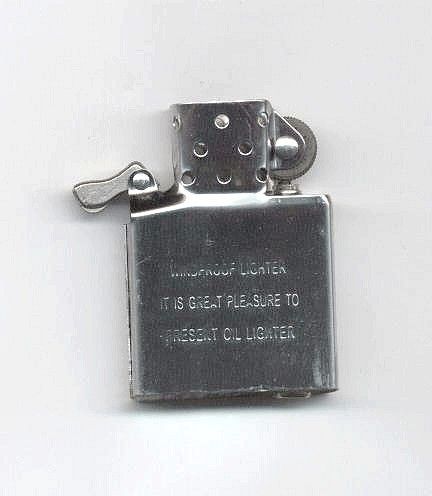 WINDPROOF LIGHTER
IT IS GREAT PLEASURE TO
PRESENT OIL LIGHTER